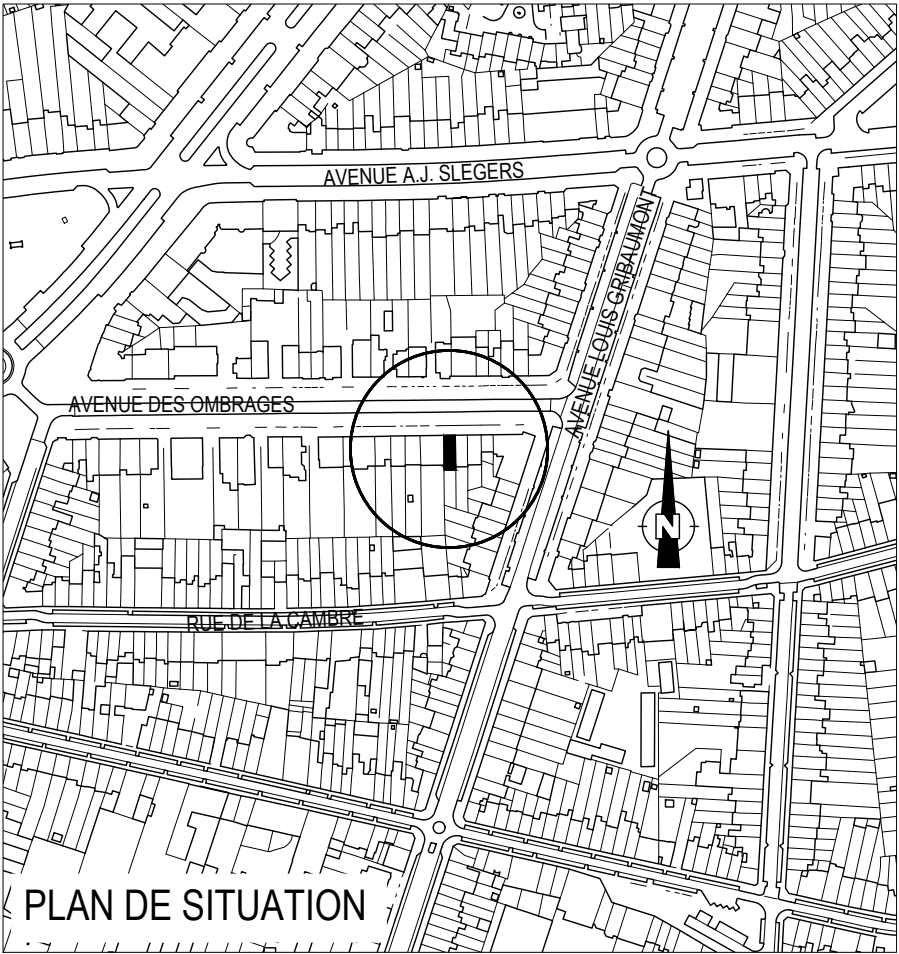 AVENUE A.J. SLEGERS
AVENUE LOUIS GRIBAUMONT
AVENUE DES OMBRAGES
N
RUE DE LA CAMBRE
PLAN DE SITUATION